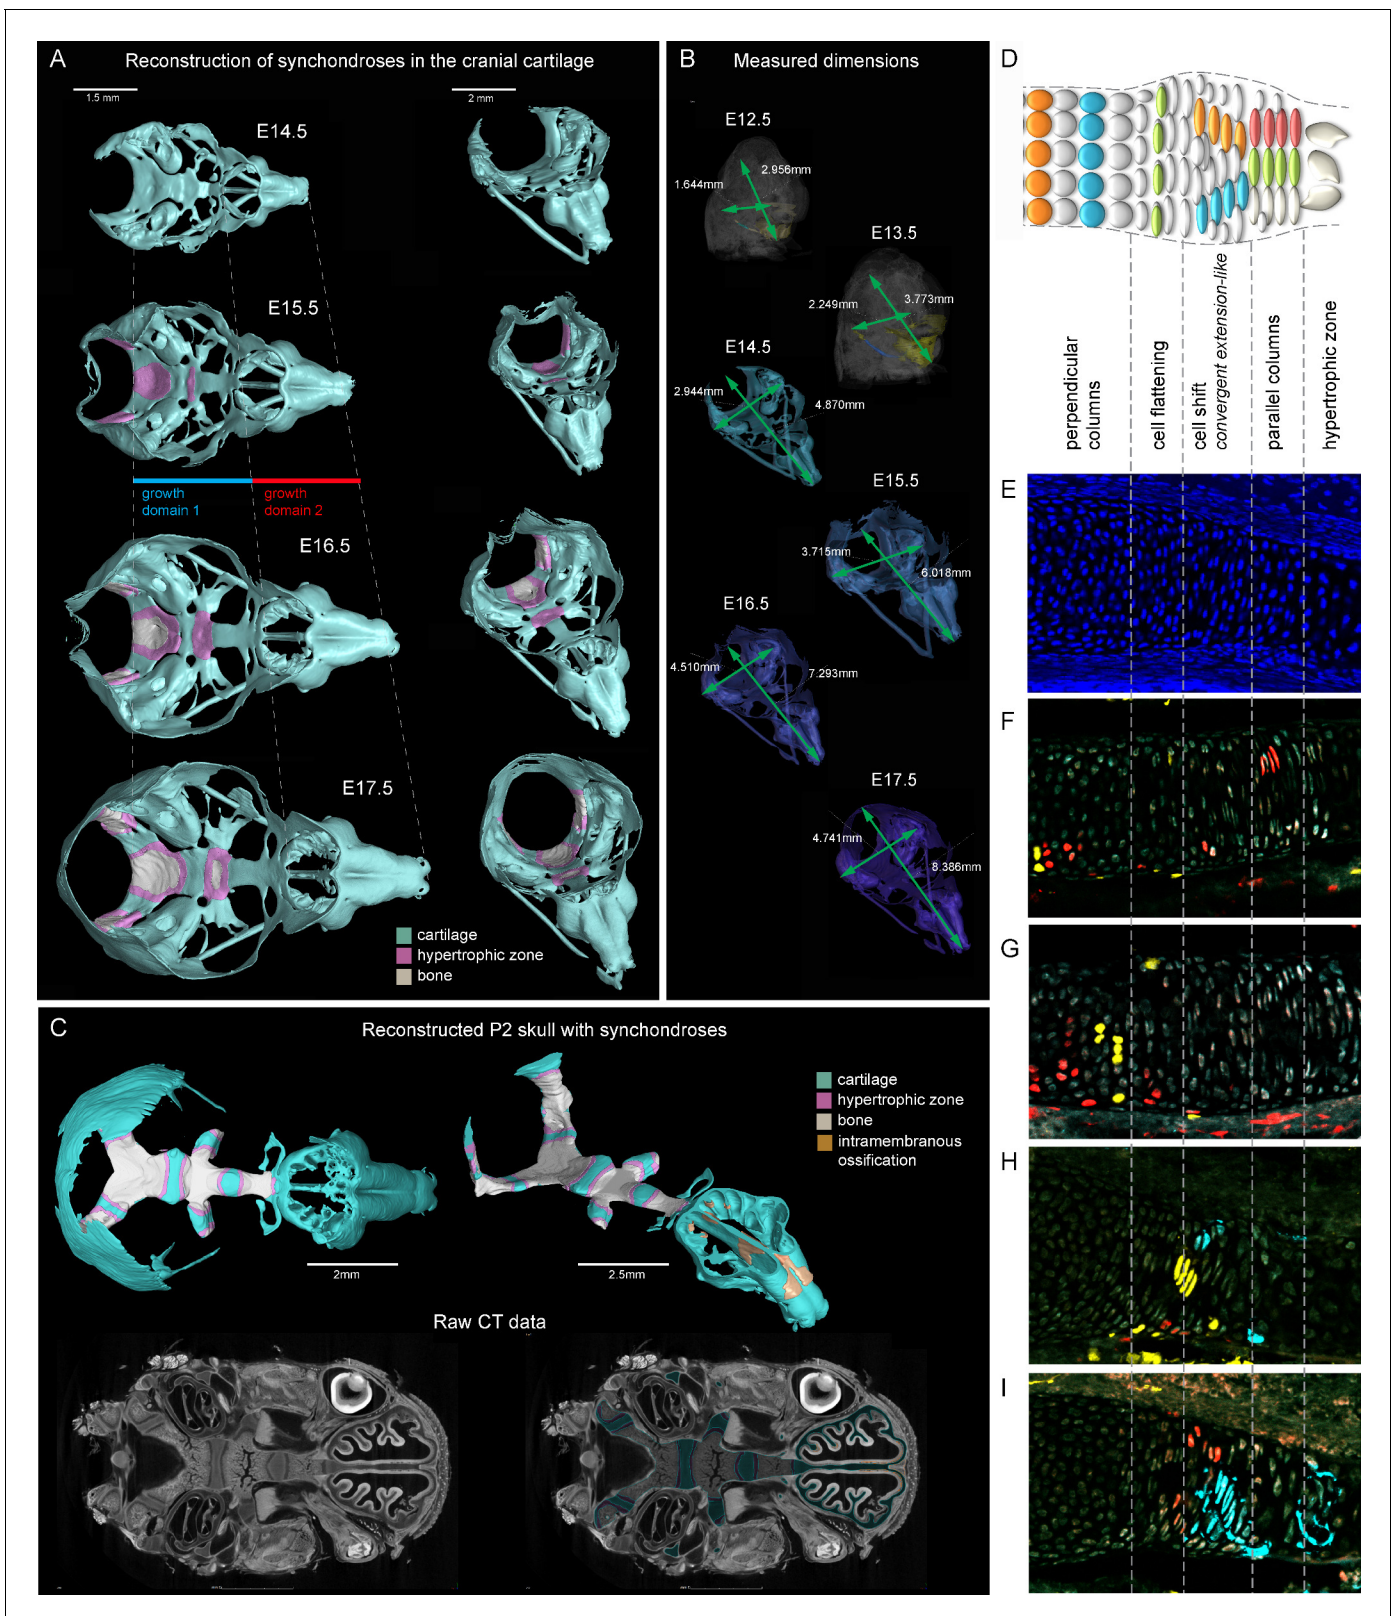 A
Reconstruction of synchondroses in the cranial cartilage
1.5 mm
2 mm
E14.5
E15.5
growth
domain 1
growth
domain 2
E16.5
E17.5
cartilage
hypertrophic zone
bone
B
Measured dimensions
E12.5
2.956mm
1.644mm
E13.5
2.249mm
3.773mm
E14.5
2.944mm
4.870mm
E15.5
3.715mm
6.018mm
E16.5
4.510mm
7.293mm
E17.5
4.741mm
8.386mm
C
Reconstructed P2 skull with synchondroses
cartilage
hypertrophic zone
bone
intramembranous
ossification
2mm
2.5mm
Raw CT data
D
perpendicular
columns
cell flattening
cell shift
convergent extension-like
parallel columns
hypertrophic zone
E
F
G
H
I